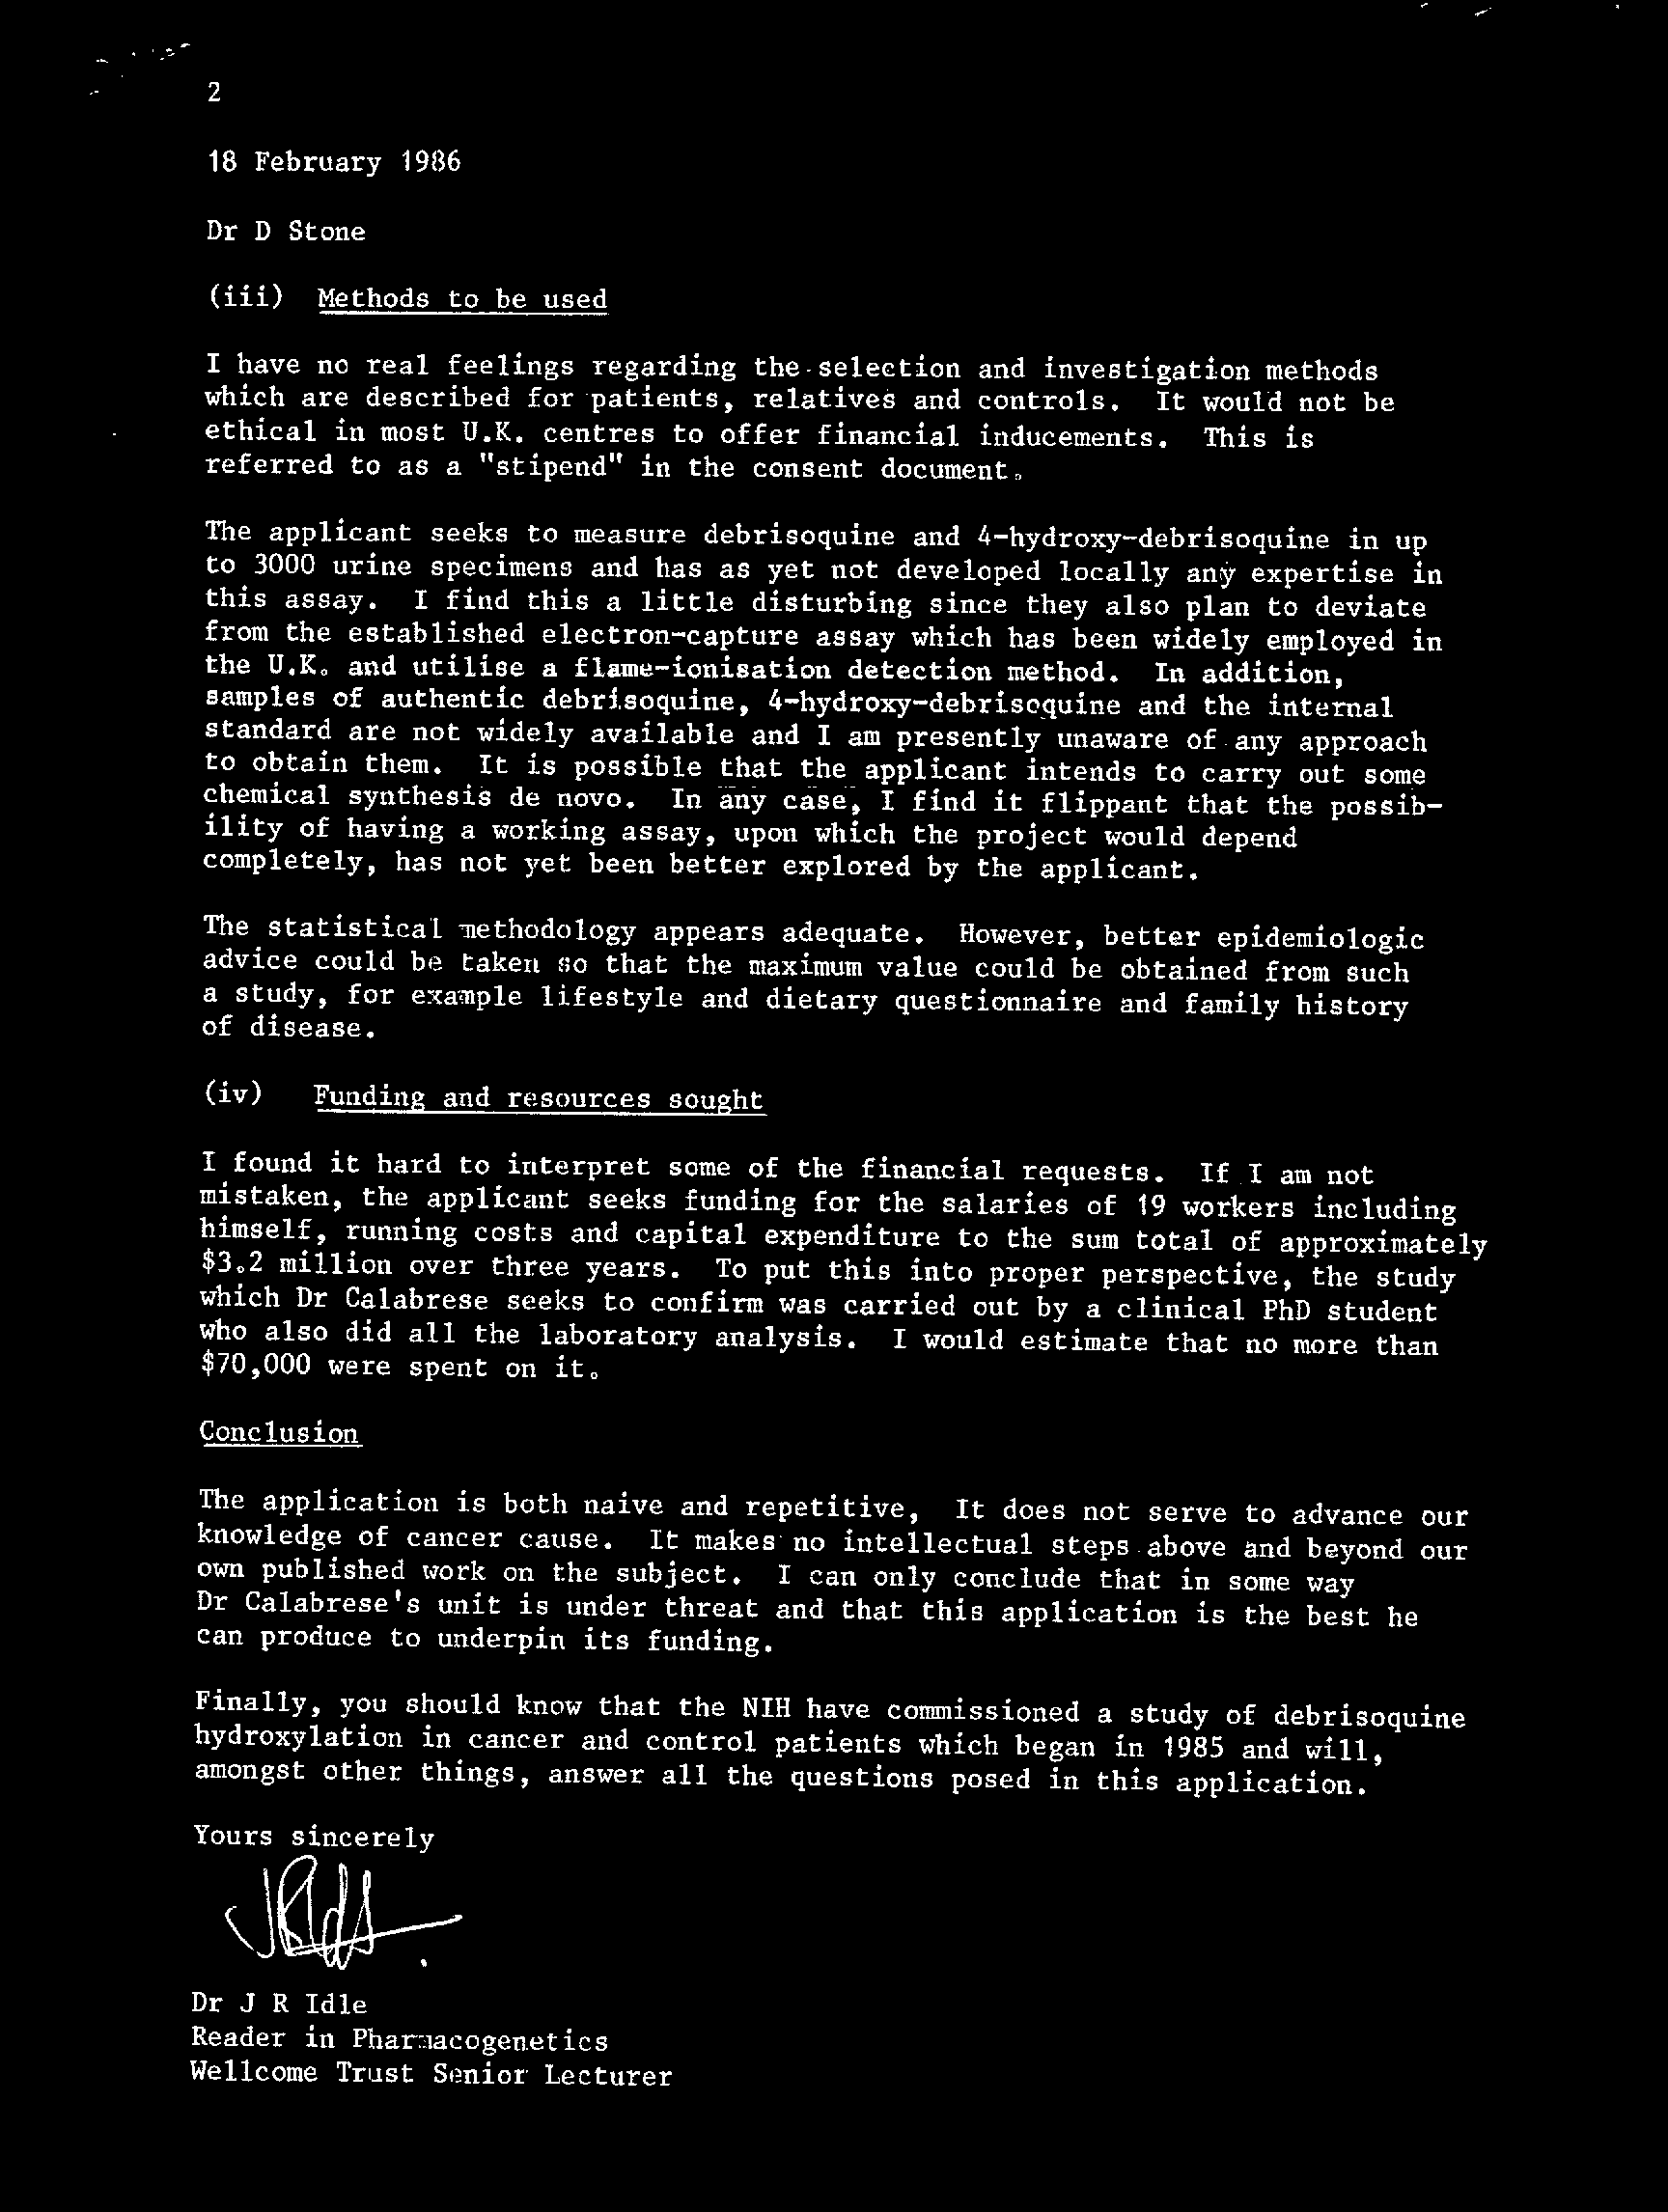 2
18 February 1986
Dr D Stone
(iii) Methods to be used
I have no real feelings regarding the selection and investigation methods
which are described for patients, relatives and controls. It would not be
ethical in most U.K. centres to offer financial inducements. This is
referred to as a "stipend" in the consent document.
The applicant seeks to measure debrisoquine and 4-hydroxy-debrisoquine in up
to 3000 urine specimens and has as yet not developed locally any expertise in
this assay. I find this a little disturbing since they also plan to deviate
from the established electron-capture assay which has been widely employed in
the U.K. and utilise a flame-ionisation detection method. In addition,
samples of authentic debrisoquine, 4-hydroxy-debrisoquine and the internal
standard are not widely available and I am presently unaware of any approach
to obtain them. It is possible that the applicant intends to carry out some
chemical synthesis de novo. In any case, I find it flippant that the possib-
ility of having a working assay, upon which the project would depend
completely, has not yet been better explored by the applicant.
The statistical methodology appears adequate. However, better epidemiologic
advice could be taken so that the maximum value could be obtained from such
a study, for example lifestyle and dietary questionnaire and family history
of disease.
(iv) Funding and resources sought
I found it hard to interpret some of the financial requests. If I am not
mistaken, the applicant seeks funding for the salaries of 19 workers including
himself, running costs and capital expenditure to the sum total of approximately
$3.2 million over three years. To put this into proper perspective, the study
which Dr Calabrese seeks to confirm was carried out by a clinical PhD student
who also did all the laboratory analysis. I would estimate that no more than
$70,000 were spent on it.
Conclusion
The application is both naive and repetitive, It does not serve to advance our
knowledge of cancer cause. It makes no intellectual steps above and beyond our
own published work on the subject. I can only conclude that in some way
Dr Calabrese's unit is under threat and that this application is the best he
can produce to underpin its funding.
Finally, you should know that the NIH have commissioned a study of debrisoquine
hydroxylation in cancer and control patients which began in 1985 and will,
amongst other things, answer all the questions posed in this application.
Yours sincerely
Dr J R Idle
Reader in Pharmacogenetics
Wellcome Trust Senior Lecturer